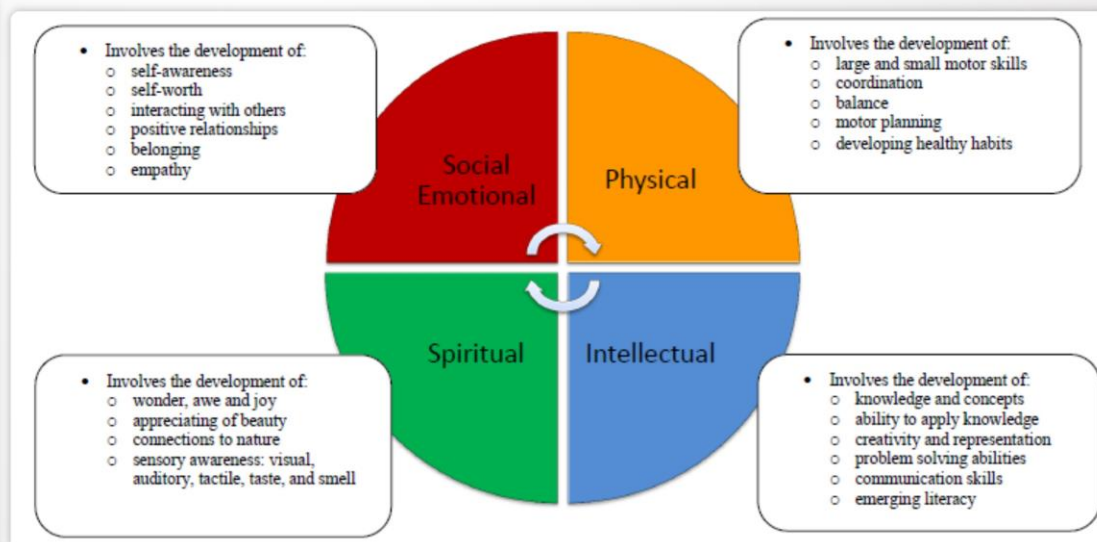 • Involves the development of:
o self-awareness
o self-worth
o interacting with others
o positive relationships
o belonging
o empathy
• Involves the development of:
o large and small motor skills
o coordination
o balance
o motor planning
o developing healthy habits
Social
Emotional
Physical
Spiritual
Intellectual
• Involves the development of:
o wonder, awe and joy
o appreciating of beauty
o connections to nature
o sensory awareness: visual,
auditory, tactile, taste, and smell
• Involves the development of:
o knowledge and concepts
o ability to apply knowledge
o creativity and representation
o problem solving abilities
o communication skills
o emerging literacy